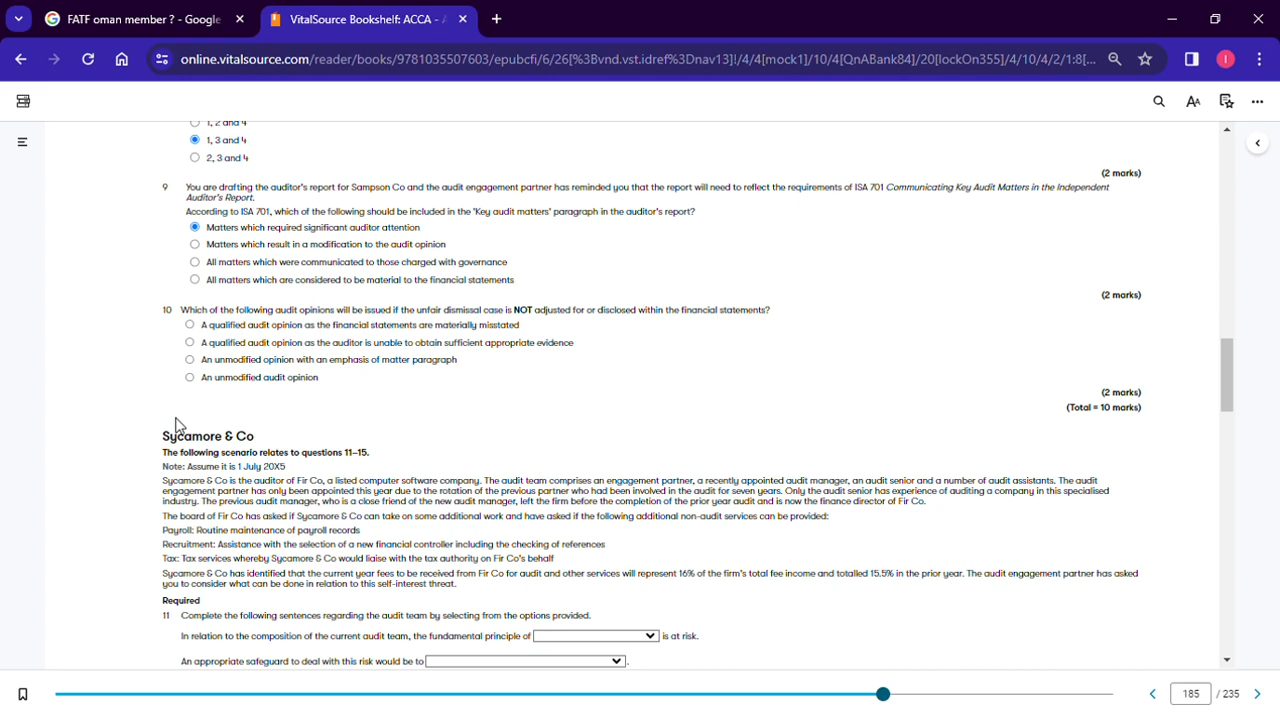 FATF oman member ? - Google
VitalSource Bookshelf: ACCA -
online.vitalsource.com/reader/books/9781035507603/epubcfi/6/26[%3Bvnd.vst.idref%3Dnav13]!/4/4[mock1]/10/4[QnABank84]/20[lockOn355]/4/10/4/2/1:8[...
I
AA
1, 2 and 4
1, 3 and 4
2, 3 and 4
(2 marks)
9 You are drafting the auditor's report for Sampson Co and the audit engagement partner has reminded you that the report will need to reflect the requirements of ISA 701 Communicating Key Audit Matters in the Independent
Auditor's Report.
According to ISA 701, which of the following should be included in the 'Key audit matters' paragraph in the auditor's report?
Matters which required significant auditor attention
Matters which result in a modification to the audit opinion
All matters which were communicated to those charged with governance
All matters which are considered to be material to the financial statements
(2 marks)
10 Which of the following audit opinions will be issued if the unfair dismissal case is NOT adjusted for or disclosed within the financial statements?
A qualified audit opinion as the financial statements are materially misstated
A qualified audit opinion as the auditor is unable to obtain sufficient appropriate evidence
An unmodified opinion with an emphasis of matter paragraph
An unmodified audit opinion
(2 marks)
(Total = 10 marks)
Sycamore & Co
The following scenario relates to questions 11–15.
Note: Assume it is 1 July 20X5
Sycamore & Co is the auditor of Fir Co, a listed computer software company. The audit team comprises an engagement partner, a recently appointed audit manager, an audit senior and a number of audit assistants. The audit
engagement partner has only been appointed this year due to the rotation of the previous partner who had been involved in the audit for seven years. Only the audit senior has experience of auditing a company in this specialised
industry. The previous audit manager, who is a close friend of the new audit manager, left the firm before the completion of the prior year audit and is now the finance director of Fir Co.
The board of Fir Co has asked if Sycamore & Co can take on some additional work and have asked if the following additional non-audit services can be provided:
Payroll: Routine maintenance of payroll records
Recruitment: Assistance with the selection of a new financial controller including the checking of references
Tax: Tax services whereby Sycamore & Co would liaise with the tax authority on Fir Co's behalf
Sycamore & Co has identified that the current year fees to be received from Fir Co for audit and other services will represent 16% of the firm's total fee income and totalled 15.5% in the prior year. The audit engagement partner has asked
you to consider what can be done in relation to this self-interest threat.
Required
11 Complete the following sentences regarding the audit team by selecting from the options provided.
In relation to the composition of the current audit team, the fundamental principle of is at risk.
An appropriate safeguard to deal with this risk would be to .
185 / 235